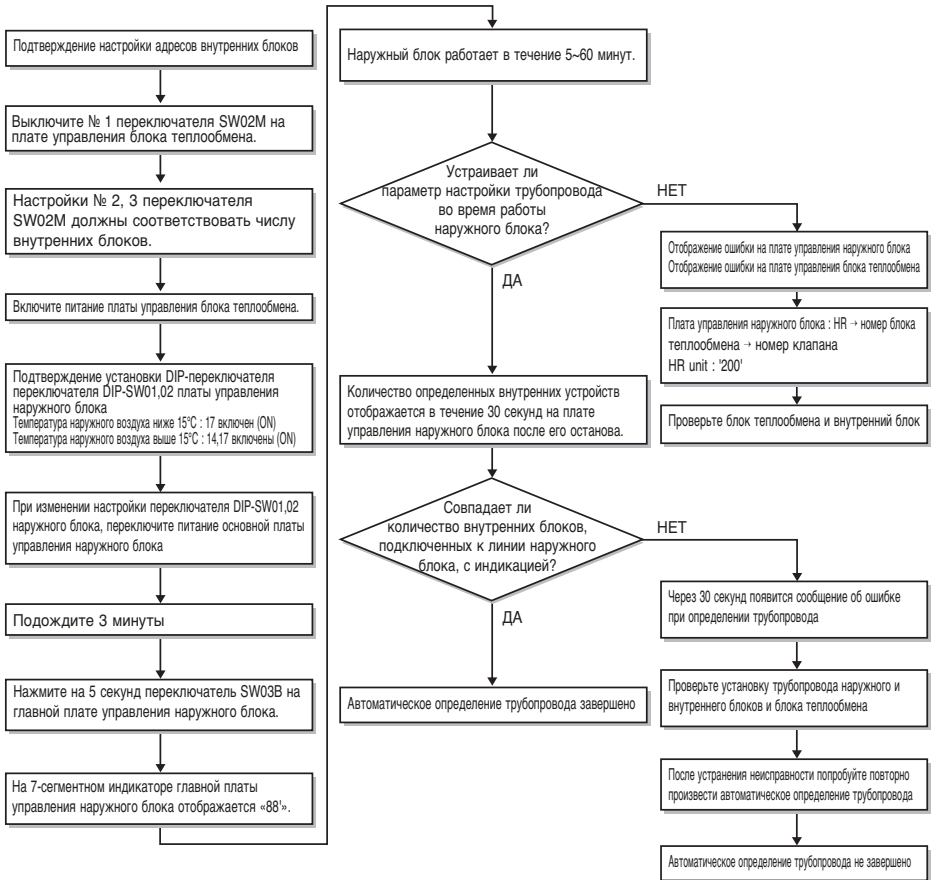 Подтверждение настройки адресов внутренних блоков
Выключите № 1 переключателя SW02M на
плате управления блока теплообмена.
Настройки № 2, 3 переключателя
SW02M должны соответствовать числу
внутренних блоков.
Включите питание платы управления блока теплообмена.
Подтверждение установки DIP-переключателя
переключателя DIP-SW01,02 платы управления
наружного блока
Температура наружного воздуха ниже 15°C : 17 включен (ON)
Температура наружного воздуха выше 15°C : 14,17 включены (ON)
При изменении настройки переключателя DIP-SW01,02
наружного блока, переключите питание основной платы
управления наружного блока
Подождите 3 минуты
Нажмите на 5 секунд переключатель SW03B на
главной плате управления наружного блока.
На 7-сегментном индикаторе главной платы
управления наружного блока отображается «88'».
Наружный блок работает в течение 5~60 минут.
Устраивает ли
параметр настройки трубопровода
во время работы
наружного блока?
НЕТ
ДА
Отображение ошибки на плате управления наружного блока
Отображение ошибки на плате управления блока теплообмена
Плата управления наружного блока : HR → номер блока
теплообмена → номер клапана
HR unit : '200'
Проверьте блок теплообмена и внутренний блок
Количество определенных внутренних устройств
отображается в течение 30 секунд на плате
управления наружного блока после его останова.
Совпадает ли
количество внутренних блоков,
подключенных к линии наружного
блока, с индикацией?
НЕТ
ДА
Автоматическое определение трубопровода завершено
Через 30 секунд появится сообщение об ошибке
при определении трубопровода
Проверьте установку трубопровода наружного и
внутреннего блоков и блока теплообмена
После устранения неисправности попробуйте повторно
произвести автоматическое определение трубопровода
Автоматическое определение трубопровода не завершено